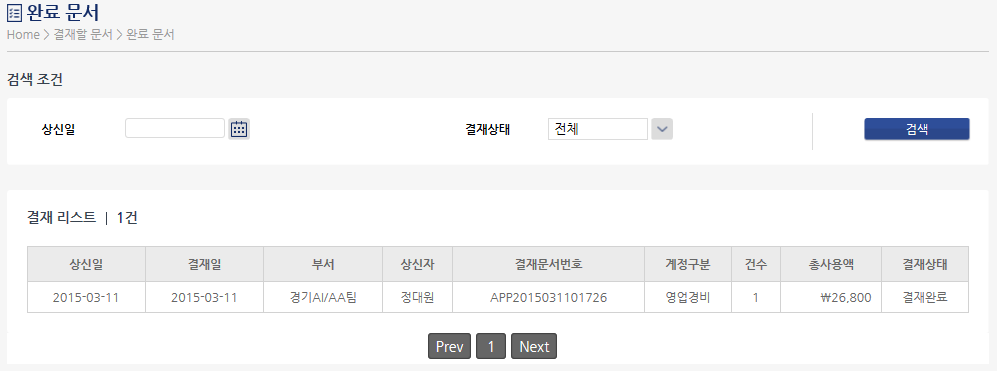 완료 문서
Home > 결재할 문서 > 완료 문서
검색 조건
상신일 결재상태 전체 검색
결재 리스트 | 1건
상신일 결재일 부서 상신자 결재문서번호 계정구분 건수 총사용액 결재상태
2015-03-11 2015-03-11 경기AI/AA팀 정대원 APP2015031101726 영업경비 1 ₩26,800 결재완료
Prev 1 Next